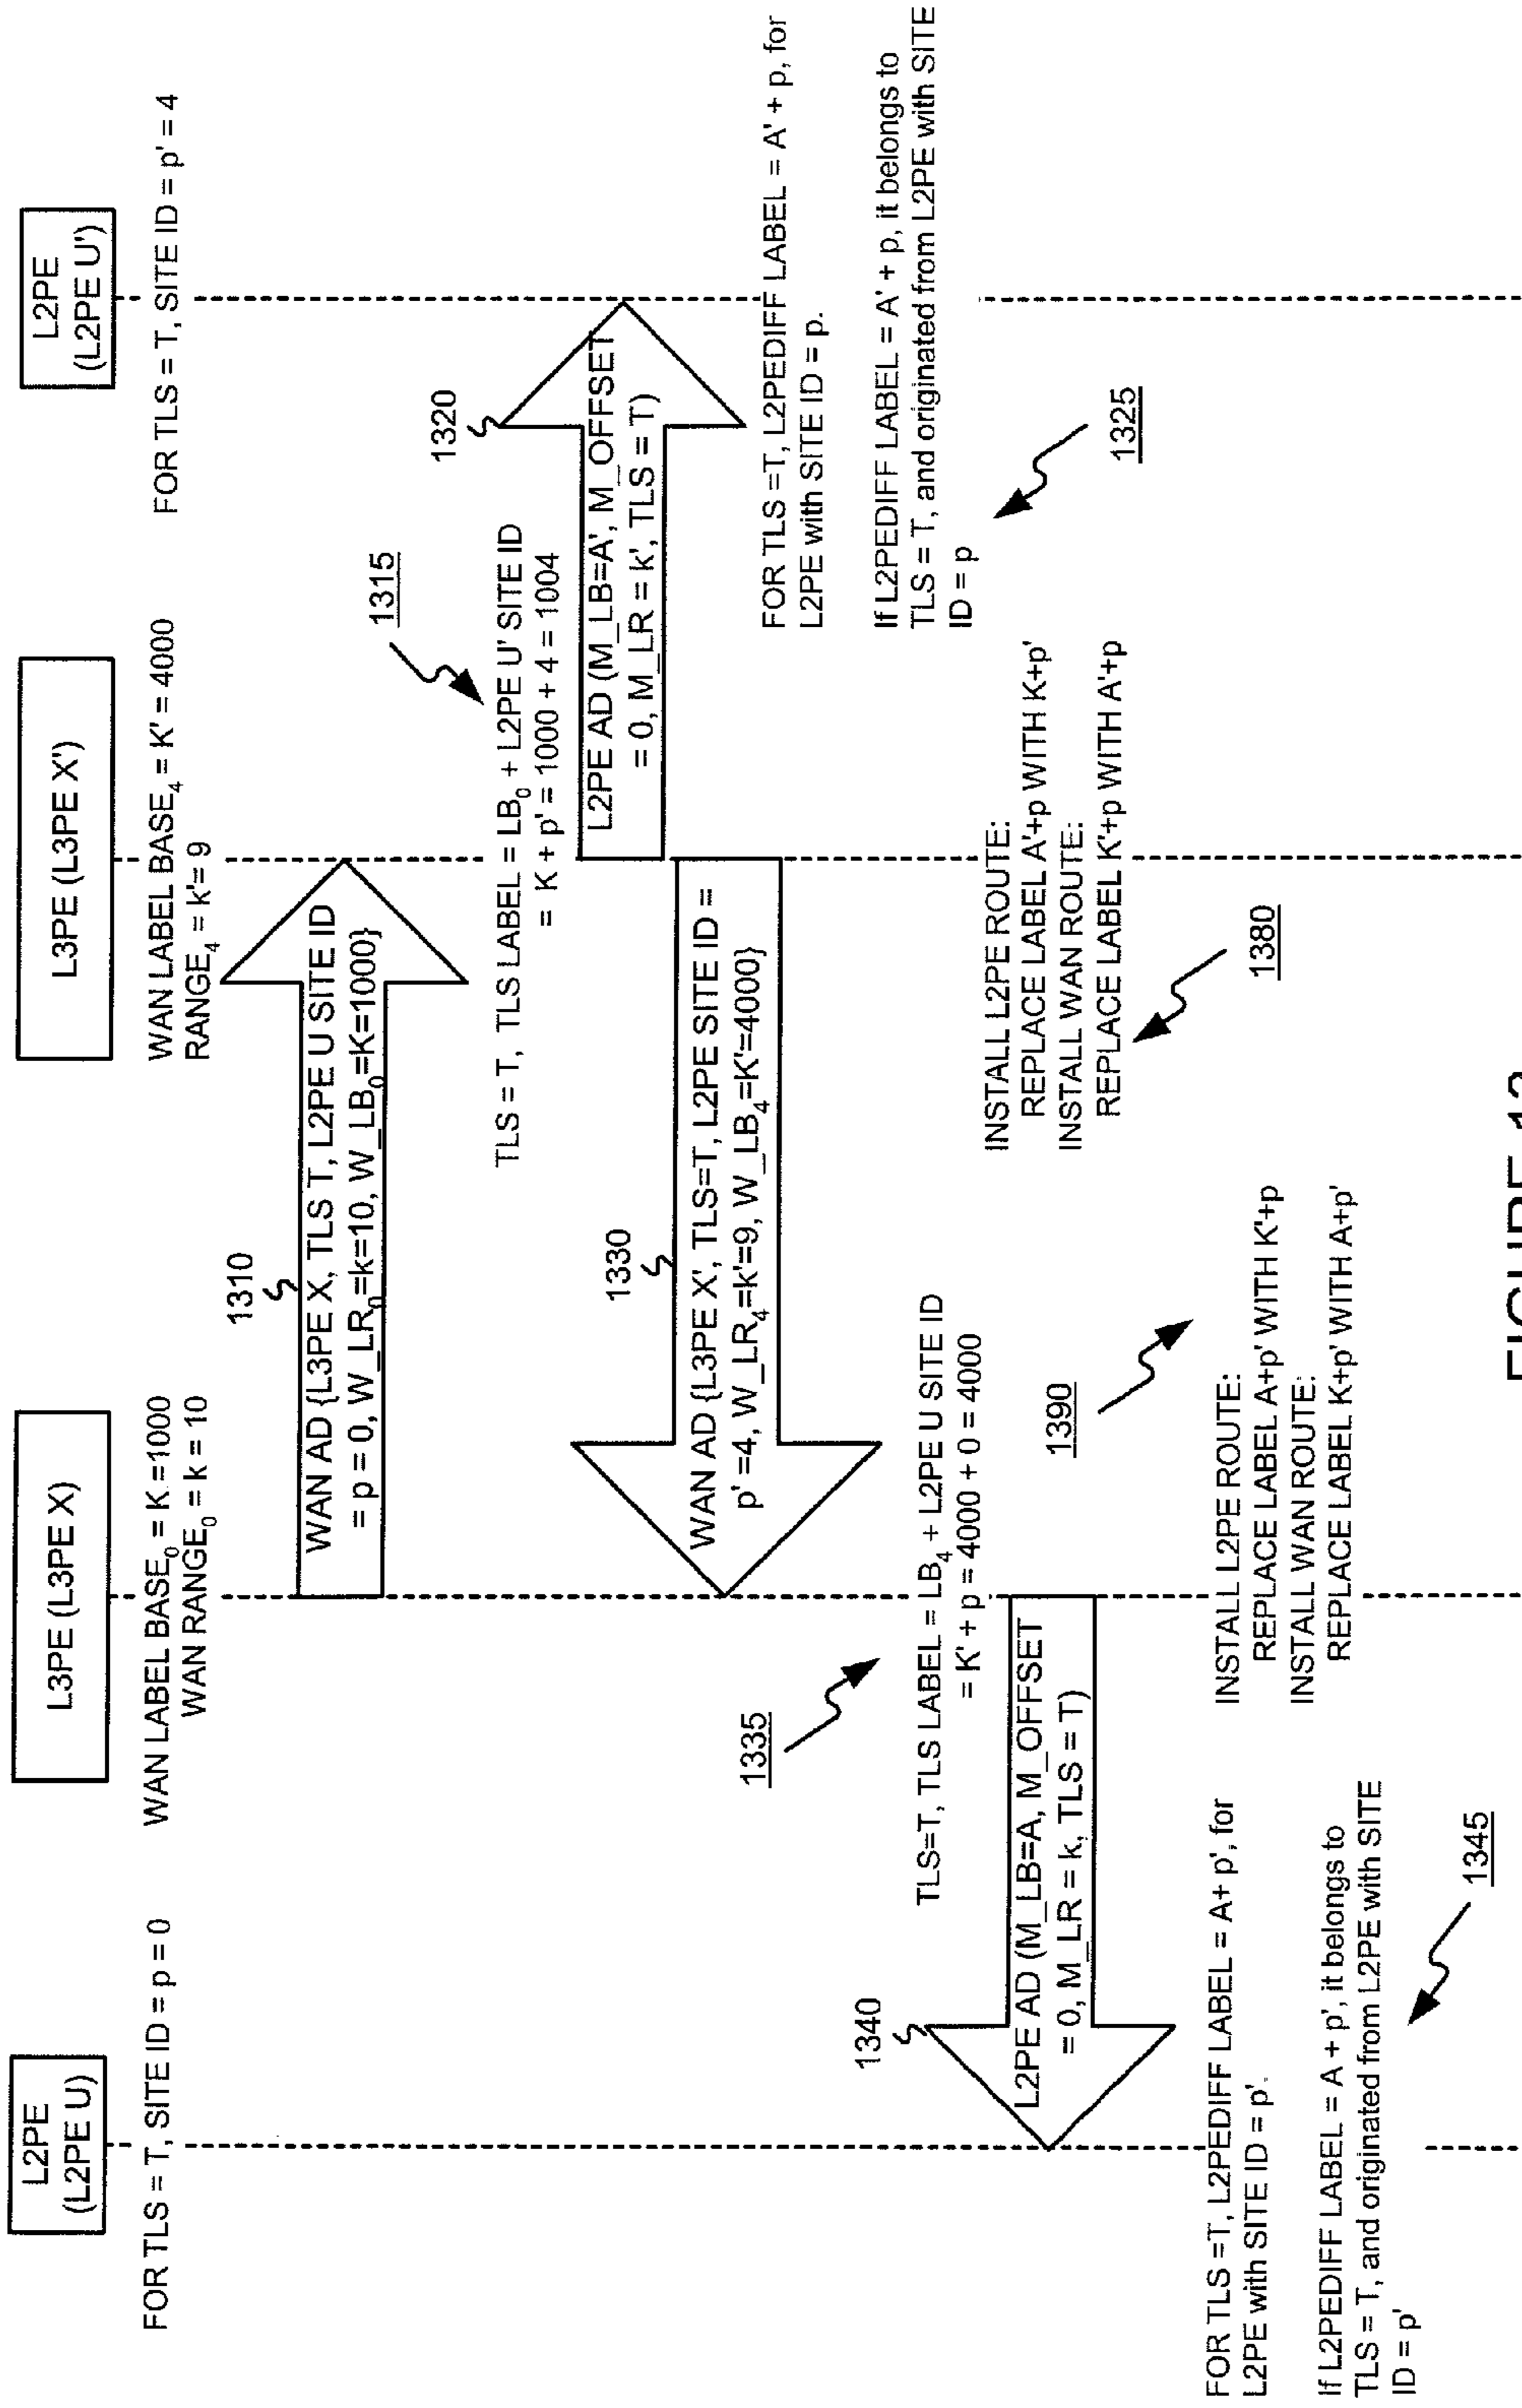 L2PE
(L2PE U)
L3PE (L3PE X)
L3PE (L3PE X')
L2PE
(L2PE U')
FOR TLS = T, SITE ID = p = 0
WAN LABEL BASE₀ = K =1000
WAN RANGE₀ = k = 10
WAN LABEL BASE₄ = K' = 4000
RANGE₄ = k'= 9
FOR TLS = T, SITE ID = p' = 4
1310
WAN AD {L3PE X, TLS T, L2PE U SITE ID
= p = 0, W_LR₀=k=10, W_LB₀=K=1000}
1315
TLS = T, TLS LABEL = LB₀ + L2PE U' SITE ID
= K + p' = 1000 + 4 = 1004
1320
L2PE AD (M_LB=A', M_OFFSET
= 0, M_LR = k', TLS = T)
1330
WAN AD {L3PE X', TLS=T, L2PE SITE ID =
p' =4, W_LR₄=k'=9, W_LB₄=K'=4000}
FOR TLS =T, L2PEDIFF LABEL = A' + p, for
L2PE with SITE ID = p.
If L2PEDIFF LABEL = A' + p, it belongs to
TLS = T, and originated from L2PE with SITE
ID = p
1325
1335
TLS=T, TLS LABEL = LB₄ + L2PE U SITE ID
= K' + p = 4000 + 0 = 4000
1340
L2PE AD (M_LB=A, M_OFFSET
= 0, M_LR = k, TLS = T)
INSTALL L2PE ROUTE:
REPLACE LABEL A'+p WITH K+p'
INSTALL WAN ROUTE:
REPLACE LABEL K'+p WITH A'+p
1380
1390
INSTALL L2PE ROUTE:
REPLACE LABEL A+p' WITH K'+p
INSTALL WAN ROUTE:
REPLACE LABEL K+p' WITH A+p'
FOR TLS =T, L2PEDIFF LABEL = A+ p', for
L2PE with SITE ID = p'.
If L2PEDIFF LABEL = A + p', it belongs to
TLS = T, and originated from L2PE with SITE
ID = p'
1345